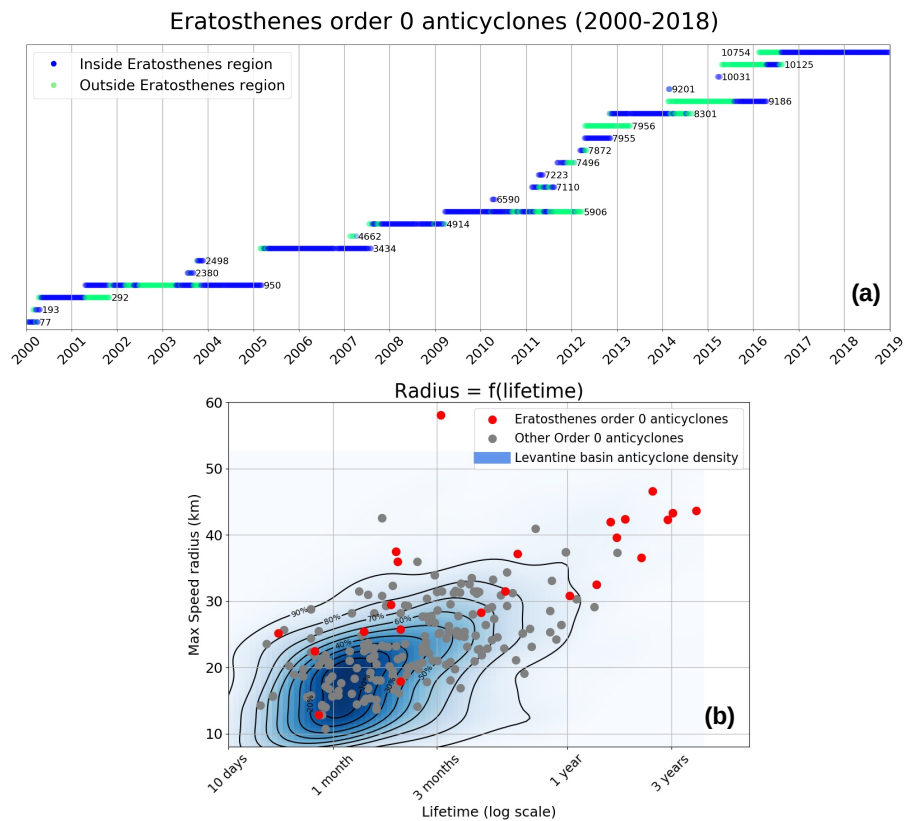 Eratosthenes order 0 anticyclones (2000-2018)
Inside Eratosthenes region
Outside Eratosthenes region
10754
10125
10031
9201
9186
8301
7956
7955
7872
7496
7223
7110
6590
5906
4914
4662
3434
2498
2380
950
292
193
77
(a)
2000 2001 2002 2003 2004 2005 2006 2007 2008 2009 2010 2011 2012 2013 2014 2015 2016 2017 2018 2019
Radius = f(lifetime)
Eratosthenes order 0 anticyclones
Other Order 0 anticyclones
Levantine basin anticyclone density
60
50
40
30
20
10
Max Speed radius (km)
90%
80%
70%
60%
50%
40%
30%
20%
(b)
10 days 1 month 3 months 1 year 3 years
Lifetime (log scale)